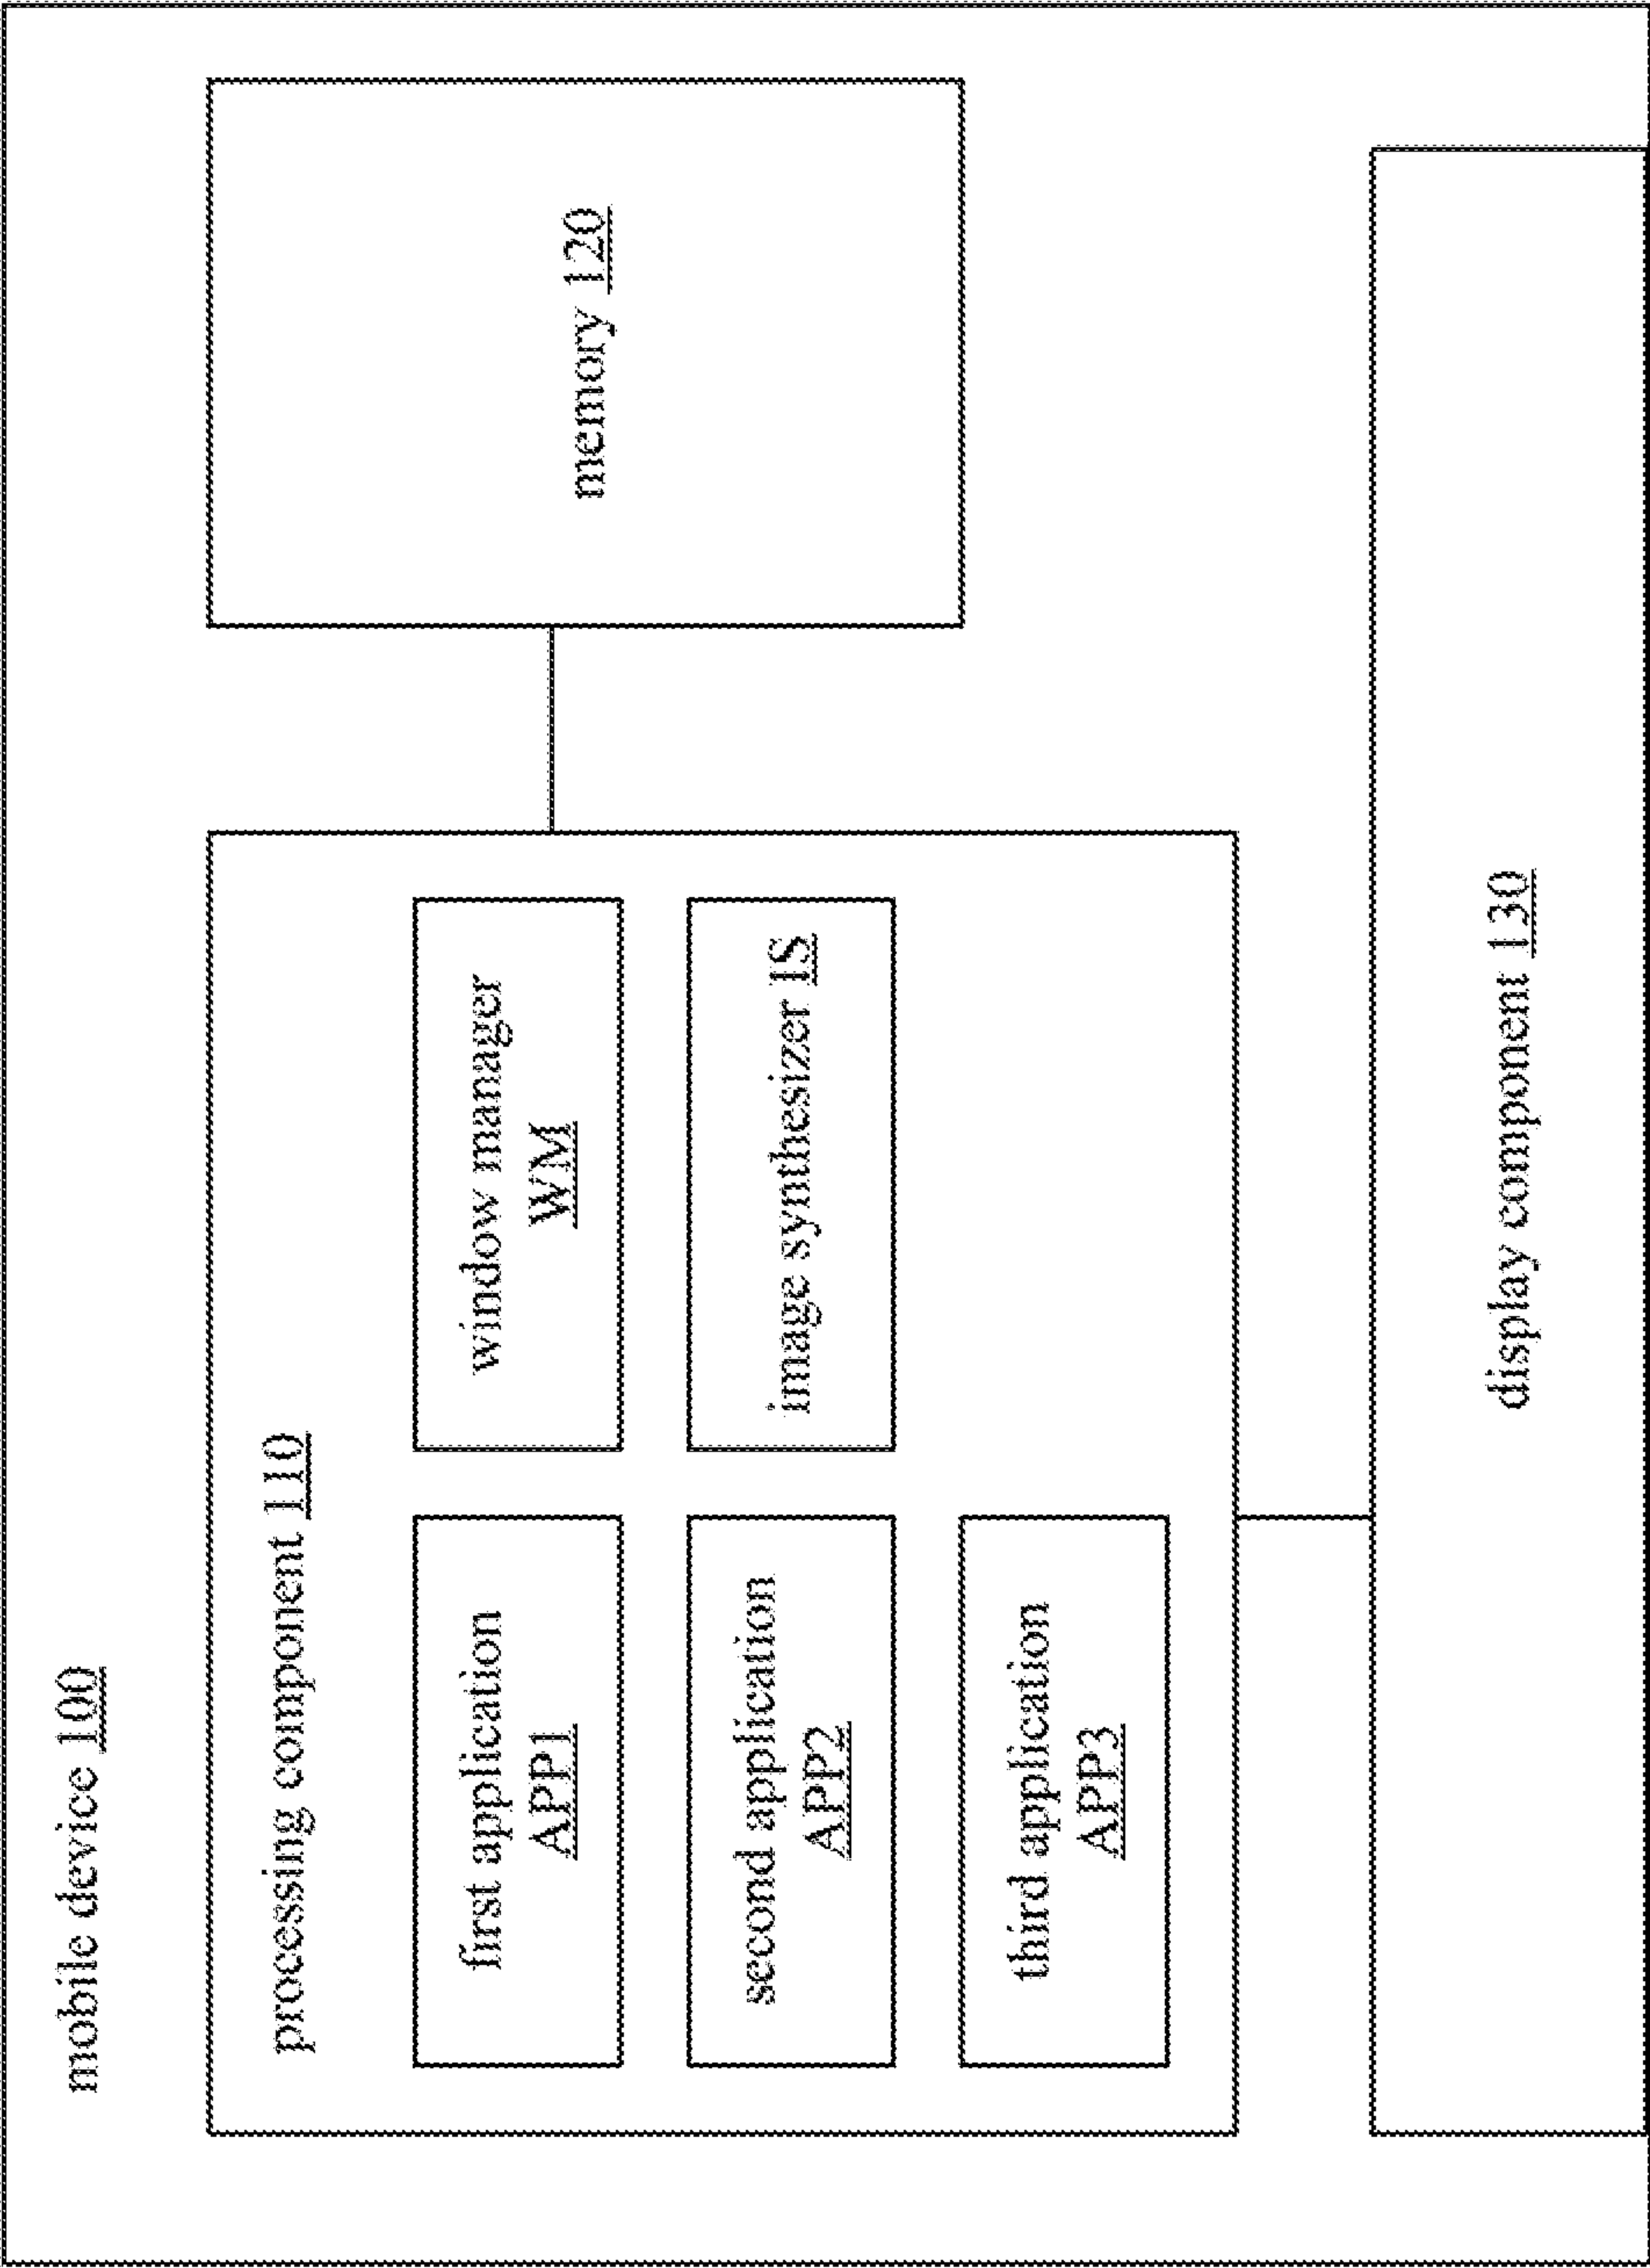 mobile device 100
processing component 110
first application
APP1
second application
APP2
third application
APP3
window manager
WM
image synthesizer IS
memory 120
display component 130